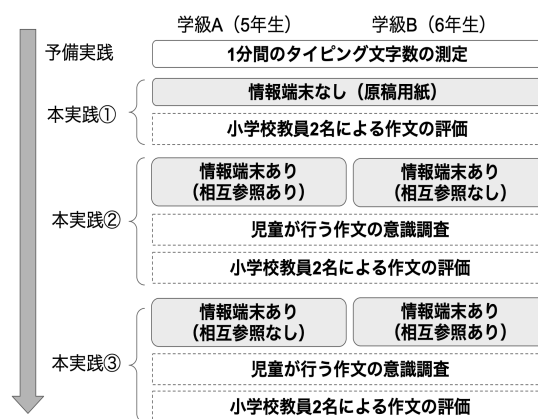 学級A（5年生）　学級B（6年生）
予備実践
1分間のタイピング文字数の測定
本実践①
情報端末なし（原稿用紙）
小学校教員2名による作文の評価
本実践②
情報端末あり
（相互参照あり）
情報端末あり
（相互参照なし）
児童が行う作文の意識調査
小学校教員2名による作文の評価
本実践③
情報端末あり
（相互参照なし）
情報端末あり
（相互参照あり）
児童が行う作文の意識調査
小学校教員2名による作文の評価